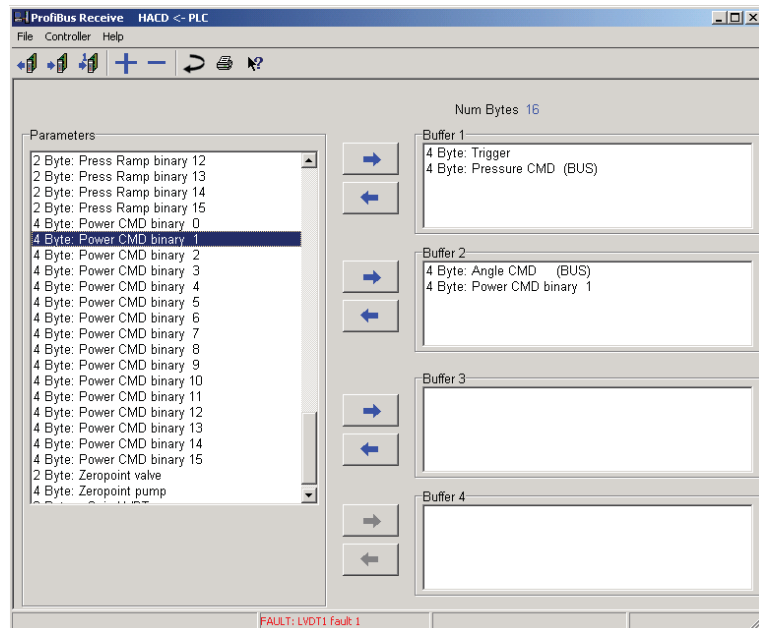 ProfiBus Receive HACD <- PLC
File Controller Help
Num Bytes 16
Parameters
2 Byte: Press Ramp binary 12
2 Byte: Press Ramp binary 13
2 Byte: Press Ramp binary 14
2 Byte: Press Ramp binary 15
4 Byte: Power CMD binary 0
4 Byte: Power CMD binary 1
4 Byte: Power CMD binary 2
4 Byte: Power CMD binary 3
4 Byte: Power CMD binary 4
4 Byte: Power CMD binary 5
4 Byte: Power CMD binary 6
4 Byte: Power CMD binary 7
4 Byte: Power CMD binary 8
4 Byte: Power CMD binary 9
4 Byte: Power CMD binary 10
4 Byte: Power CMD binary 11
4 Byte: Power CMD binary 12
4 Byte: Power CMD binary 13
4 Byte: Power CMD binary 14
4 Byte: Power CMD binary 15
2 Byte: Zeropoint valve
4 Byte: Zeropoint pump
Buffer 1
4 Byte: Trigger
4 Byte: Pressure CMD (BUS)
Buffer 2
4 Byte: Angle CMD (BUS)
4 Byte: Power CMD binary 1
Buffer 3
Buffer 4
FAULT: LVDT1 fault 1